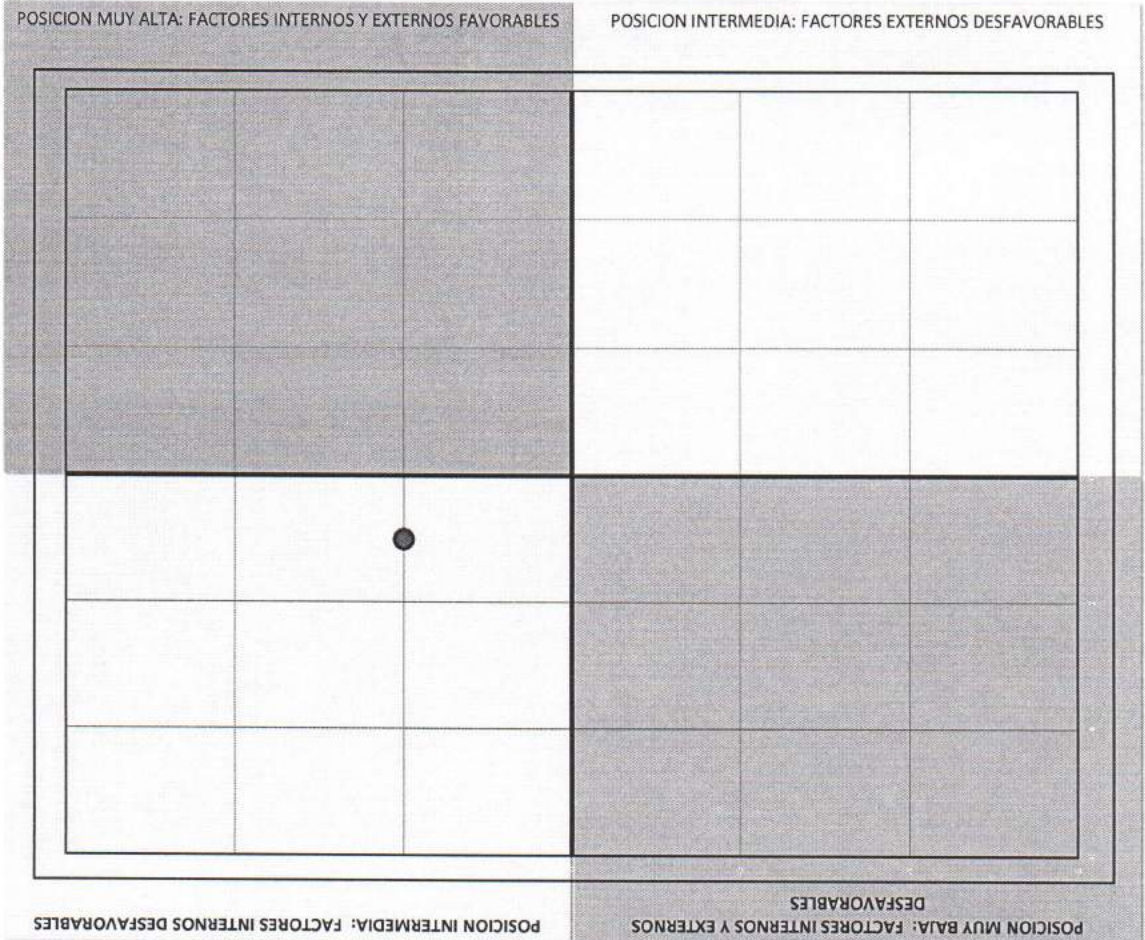 POSICION MUY ALTA: FACTORES INTERNOS Y EXTERNOS FAVORABLES
POSICION INTERMEDIA: FACTORES EXTERNOS DESFAVORABLES
POSICION INTERMEDIA: FACTORES INTERNOS DESFAVORABLES
POSICION MUY BAJA: FACTORES INTERNOS Y EXTERNOS
DESFAVORABLES